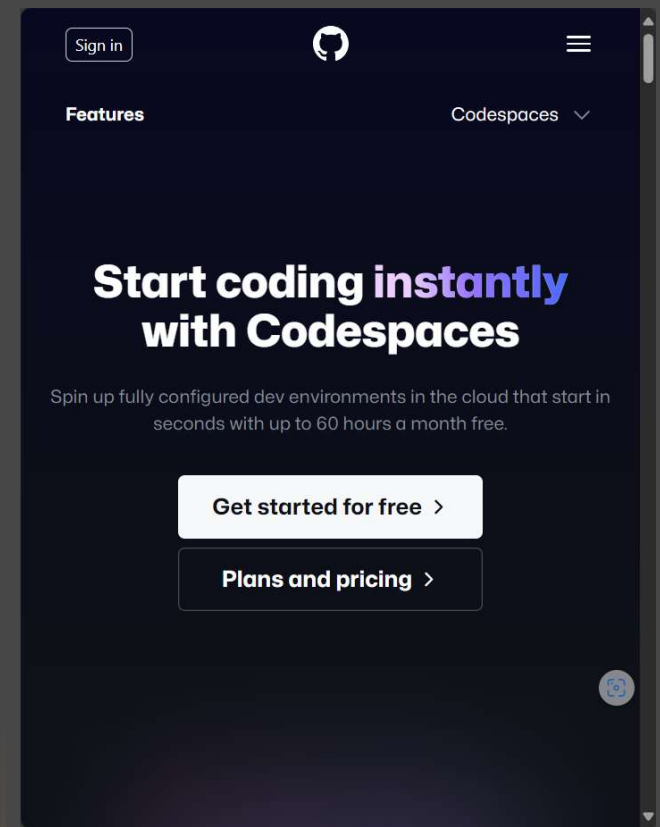 Sign in
Features
Codespaces
Start coding instantly
with Codespaces
Spin up fully configured dev environments in the cloud that start in
seconds with up to 60 hours a month free.
Get started for free
Plans and pricing